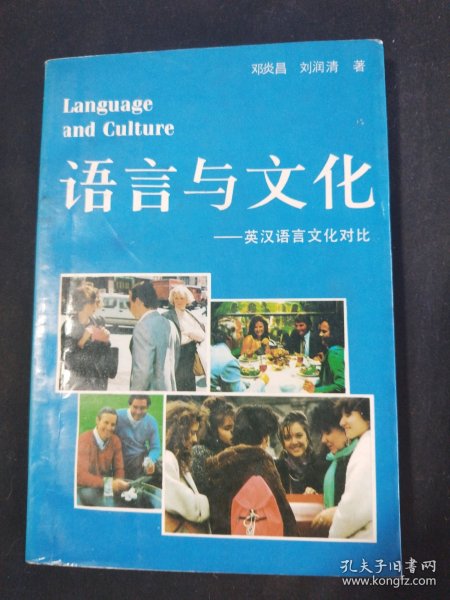 邓炎昌 刘润清 著
Language
and Culture
语言与文化
——英汉语言文化对比
孔夫子旧书网
www.kongfz.com